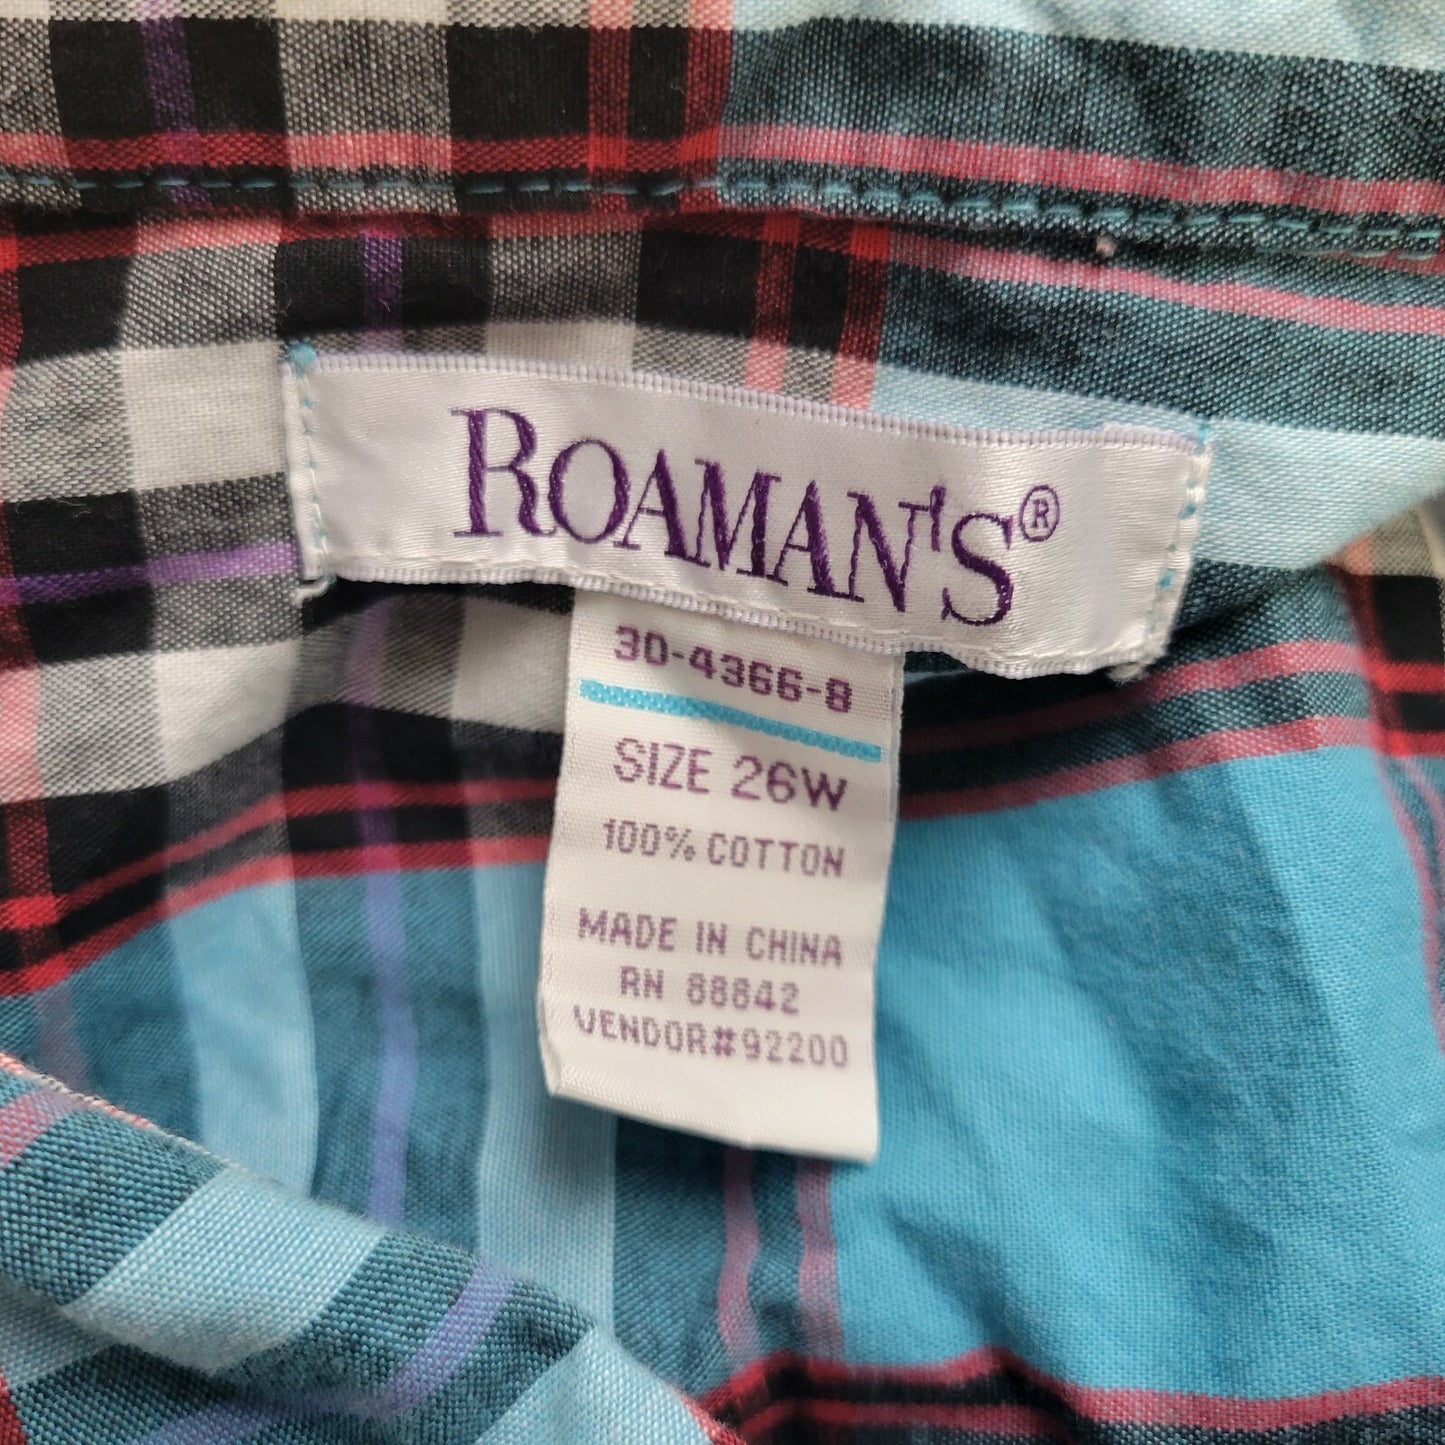 ROAMAN'S®
30-4366-8
SIZE 26W
100% COTTON
MADE IN CHINA
RN 88842
VENDOR#92200